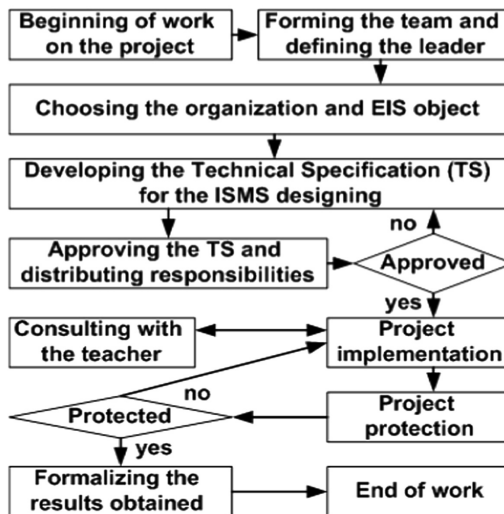 Beginning of work
on the project
Forming the team and
defining the leader
Choosing the organization and EIS object
Developing the Technical Specification (TS)
for the ISMS designing
no
Approving the TS and
distributing responsibilities
Approved
yes
Consulting with
the teacher
Project
implementation
no
Protected
Project
protection
yes
Formalizing the
results obtained
End of work